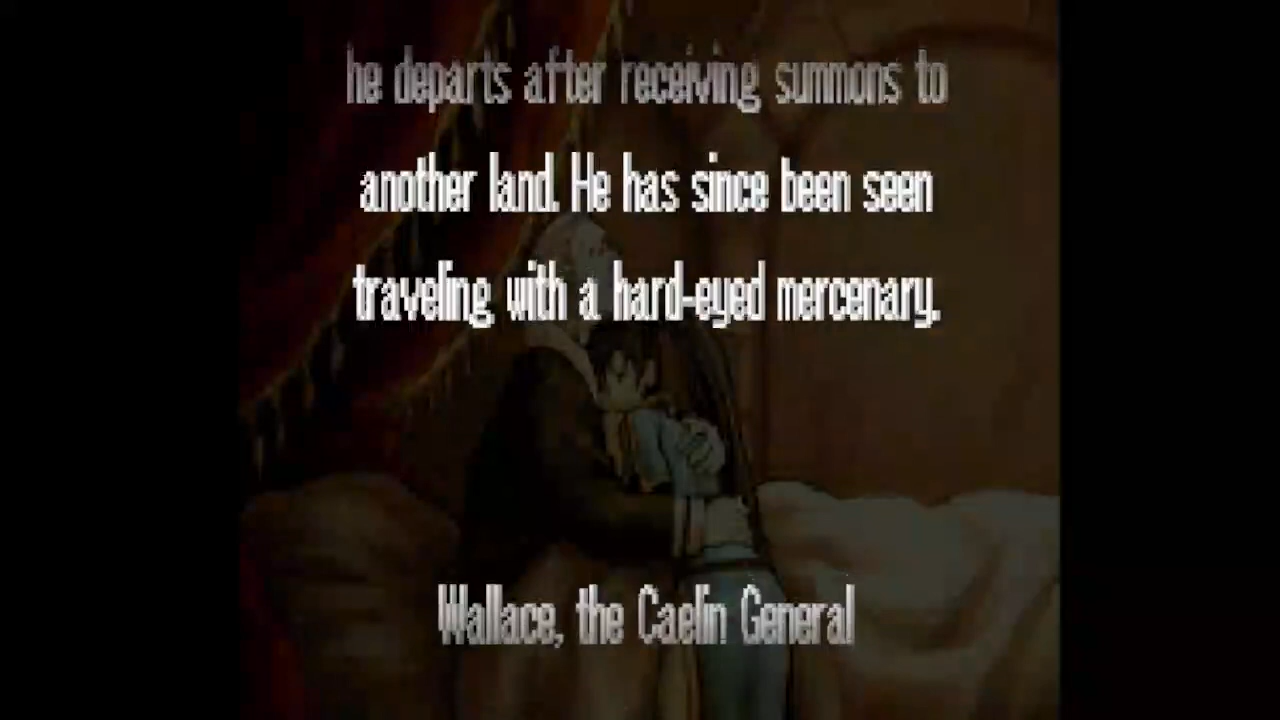 he departs after receiving summons to
another land. He has since been seen
traveling with a hard-eyed mercenary.
Wallace, the Caelin General